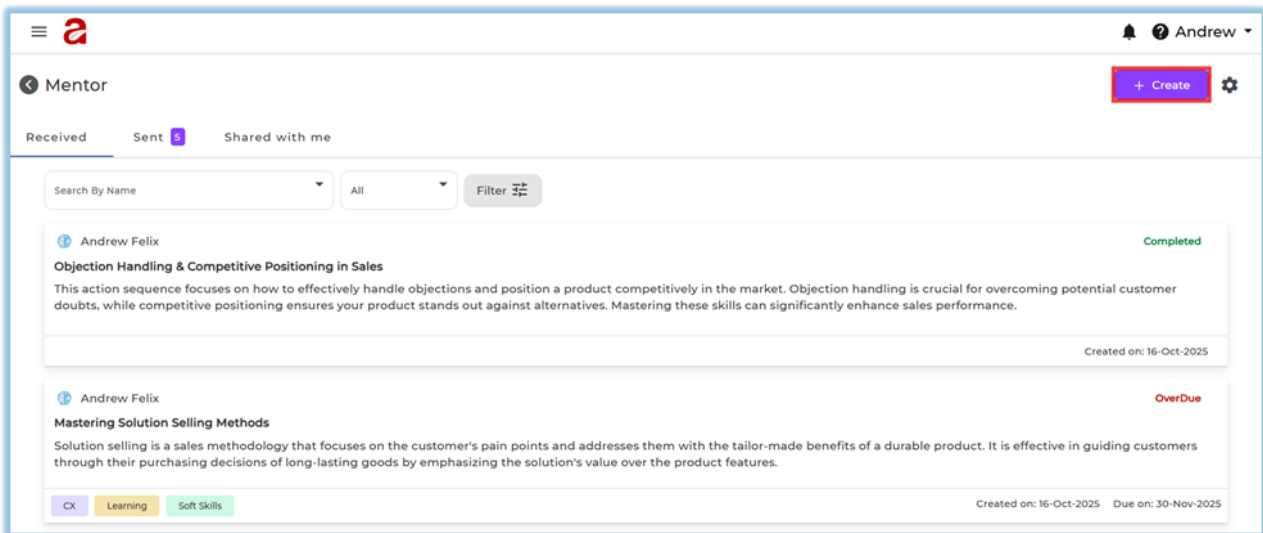 a
Andrew
Mentor
+ Create
Received Sent 5 Shared with me
Search By Name All Filter
Andrew Felix Completed
Objection Handling & Competitive Positioning in Sales
This action sequence focuses on how to effectively handle objections and position a product competitively in the market. Objection handling is crucial for overcoming potential customer
doubts, while competitive positioning ensures your product stands out against alternatives. Mastering these skills can significantly enhance sales performance.
Created on: 16-Oct-2025
Andrew Felix OverDue
Mastering Solution Selling Methods
Solution selling is a sales methodology that focuses on the customer's pain points and addresses them with the tailor-made benefits of a durable product. It is effective in guiding customers
through their purchasing decisions of long-lasting goods by emphasizing the solution's value over the product features.
CX Learning Soft Skills Created on: 16-Oct-2025 Due on: 30-Nov-2025